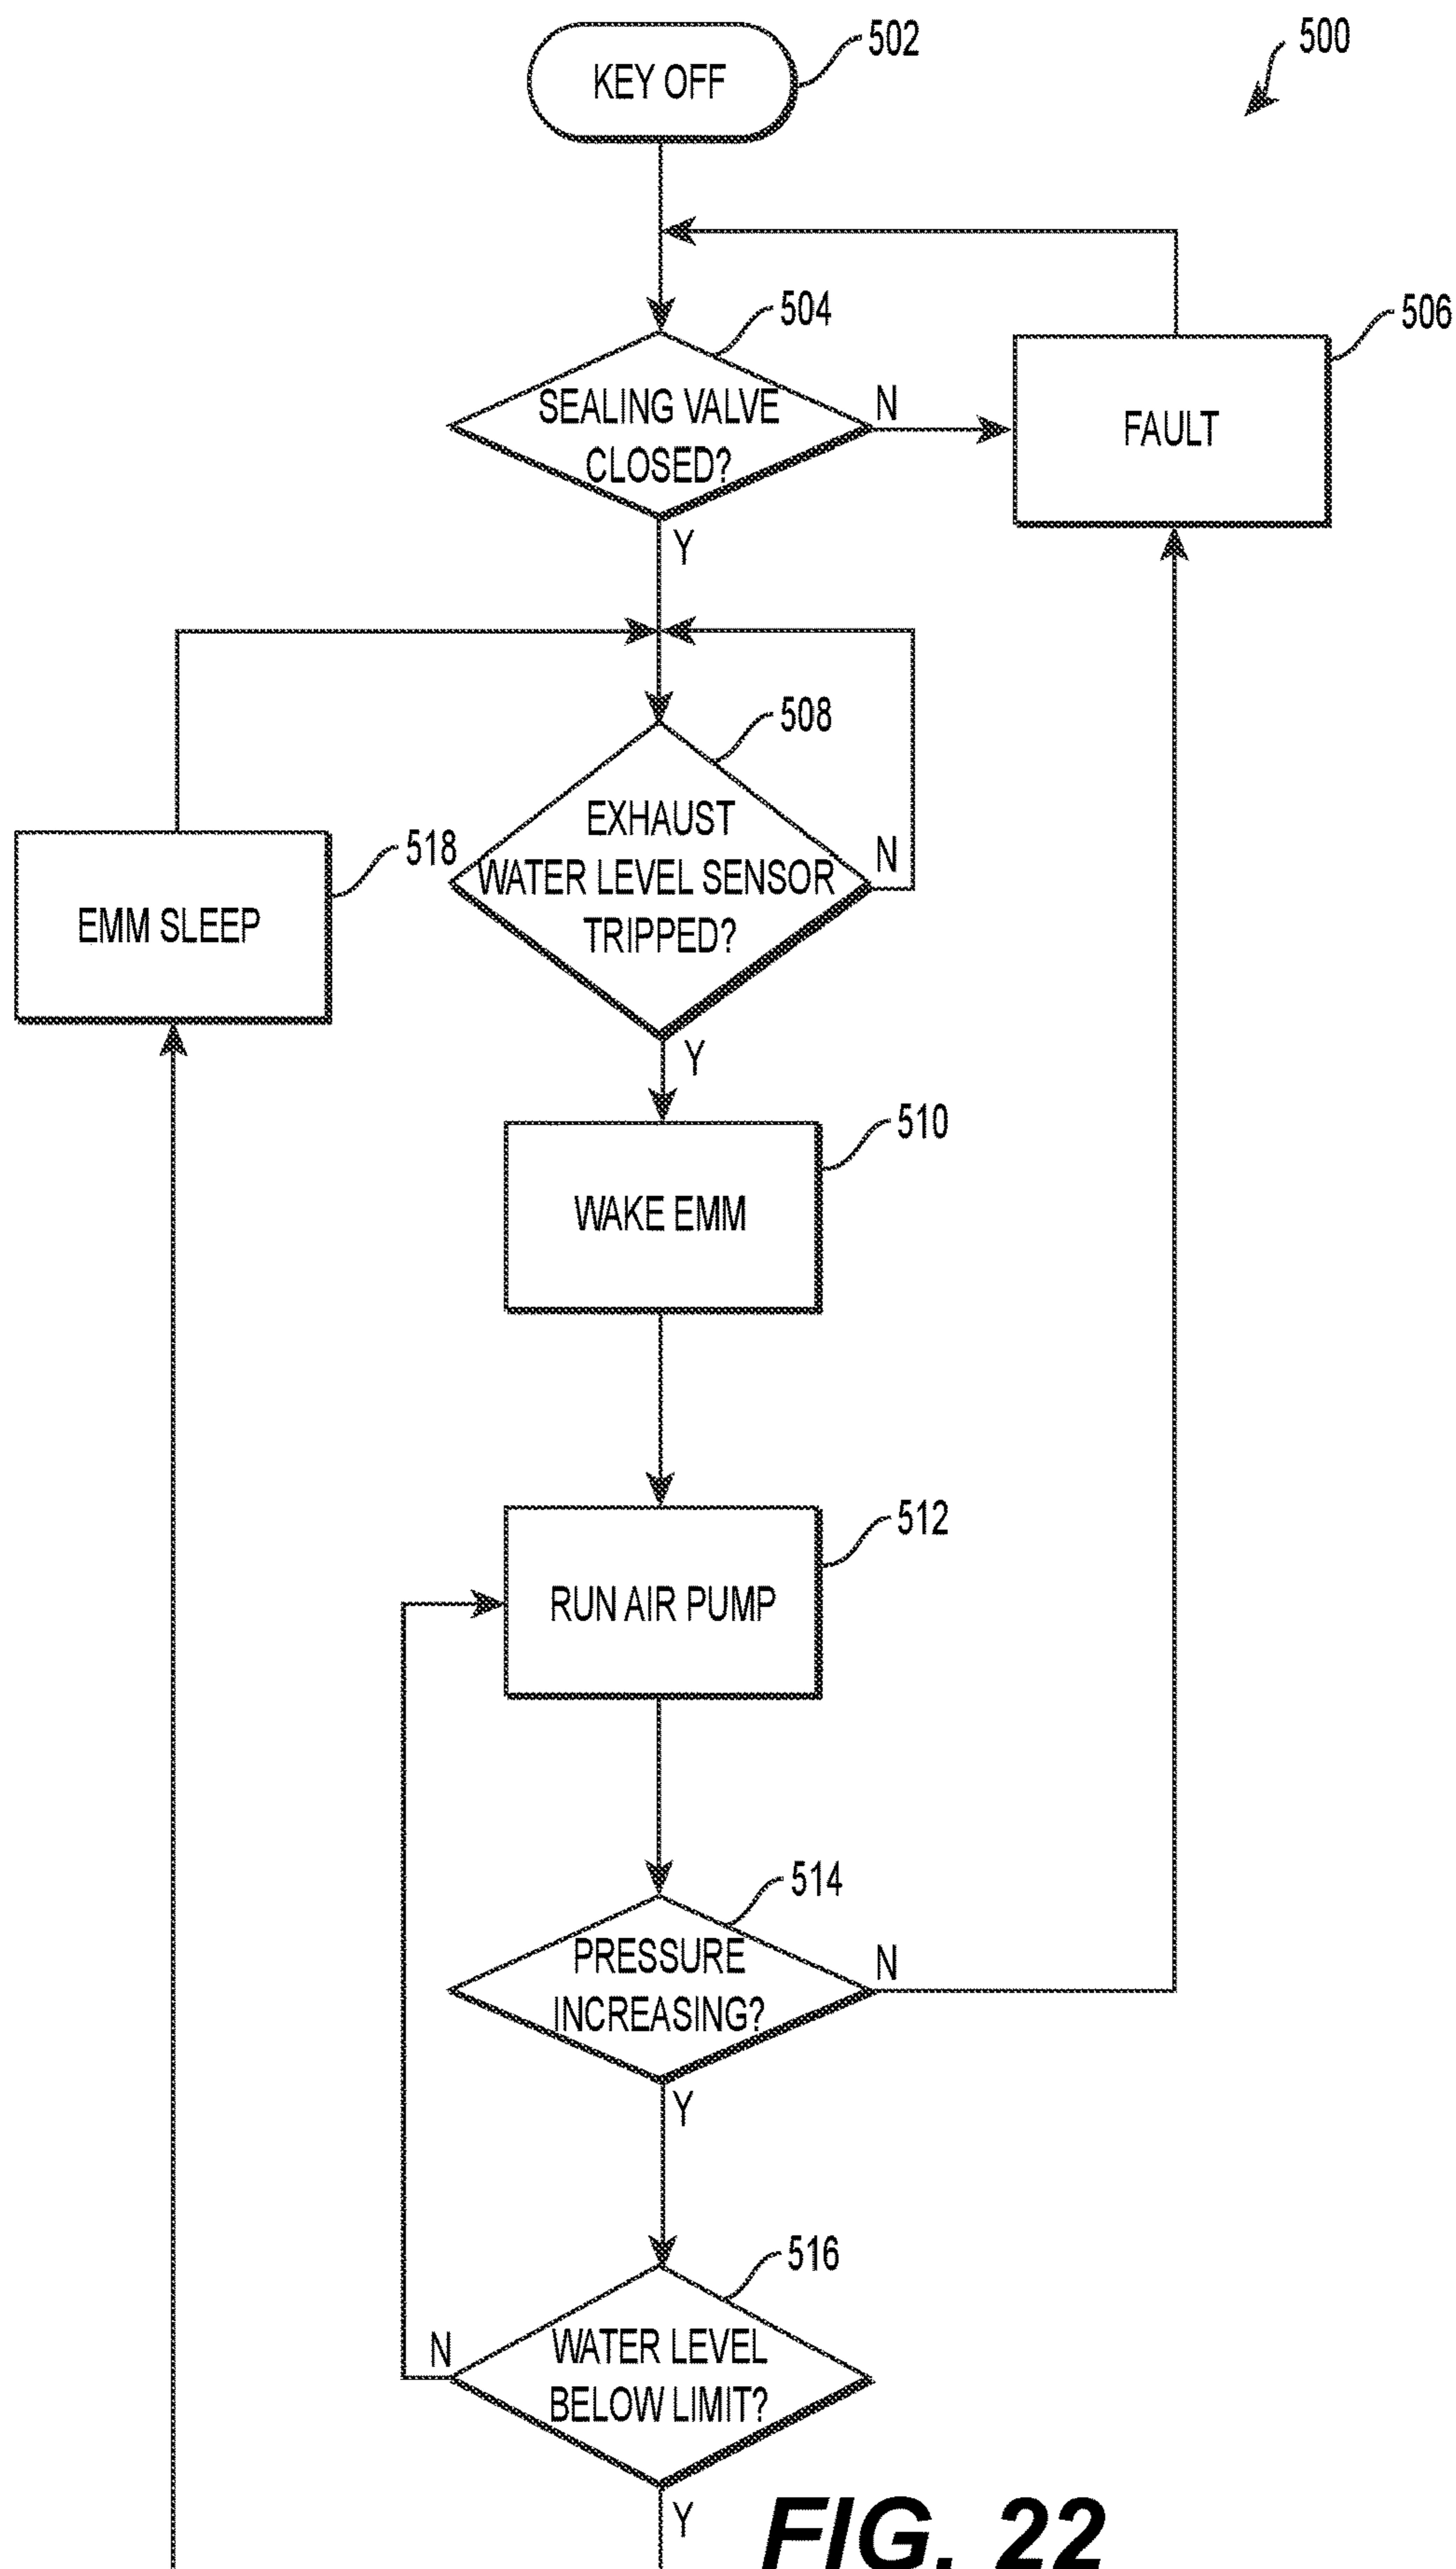 500
502
KEY OFF
504
506
SEALING VALVE
CLOSED?
N
FAULT
Y
508
EXHAUST
WATER LEVEL SENSOR
TRIPPED?
N
518
EMM SLEEP
Y
510
WAKE EMM
512
RUN AIR PUMP
514
PRESSURE
INCREASING?
N
Y
516
WATER LEVEL
BELOW LIMIT?
N
Y
FIG. 22